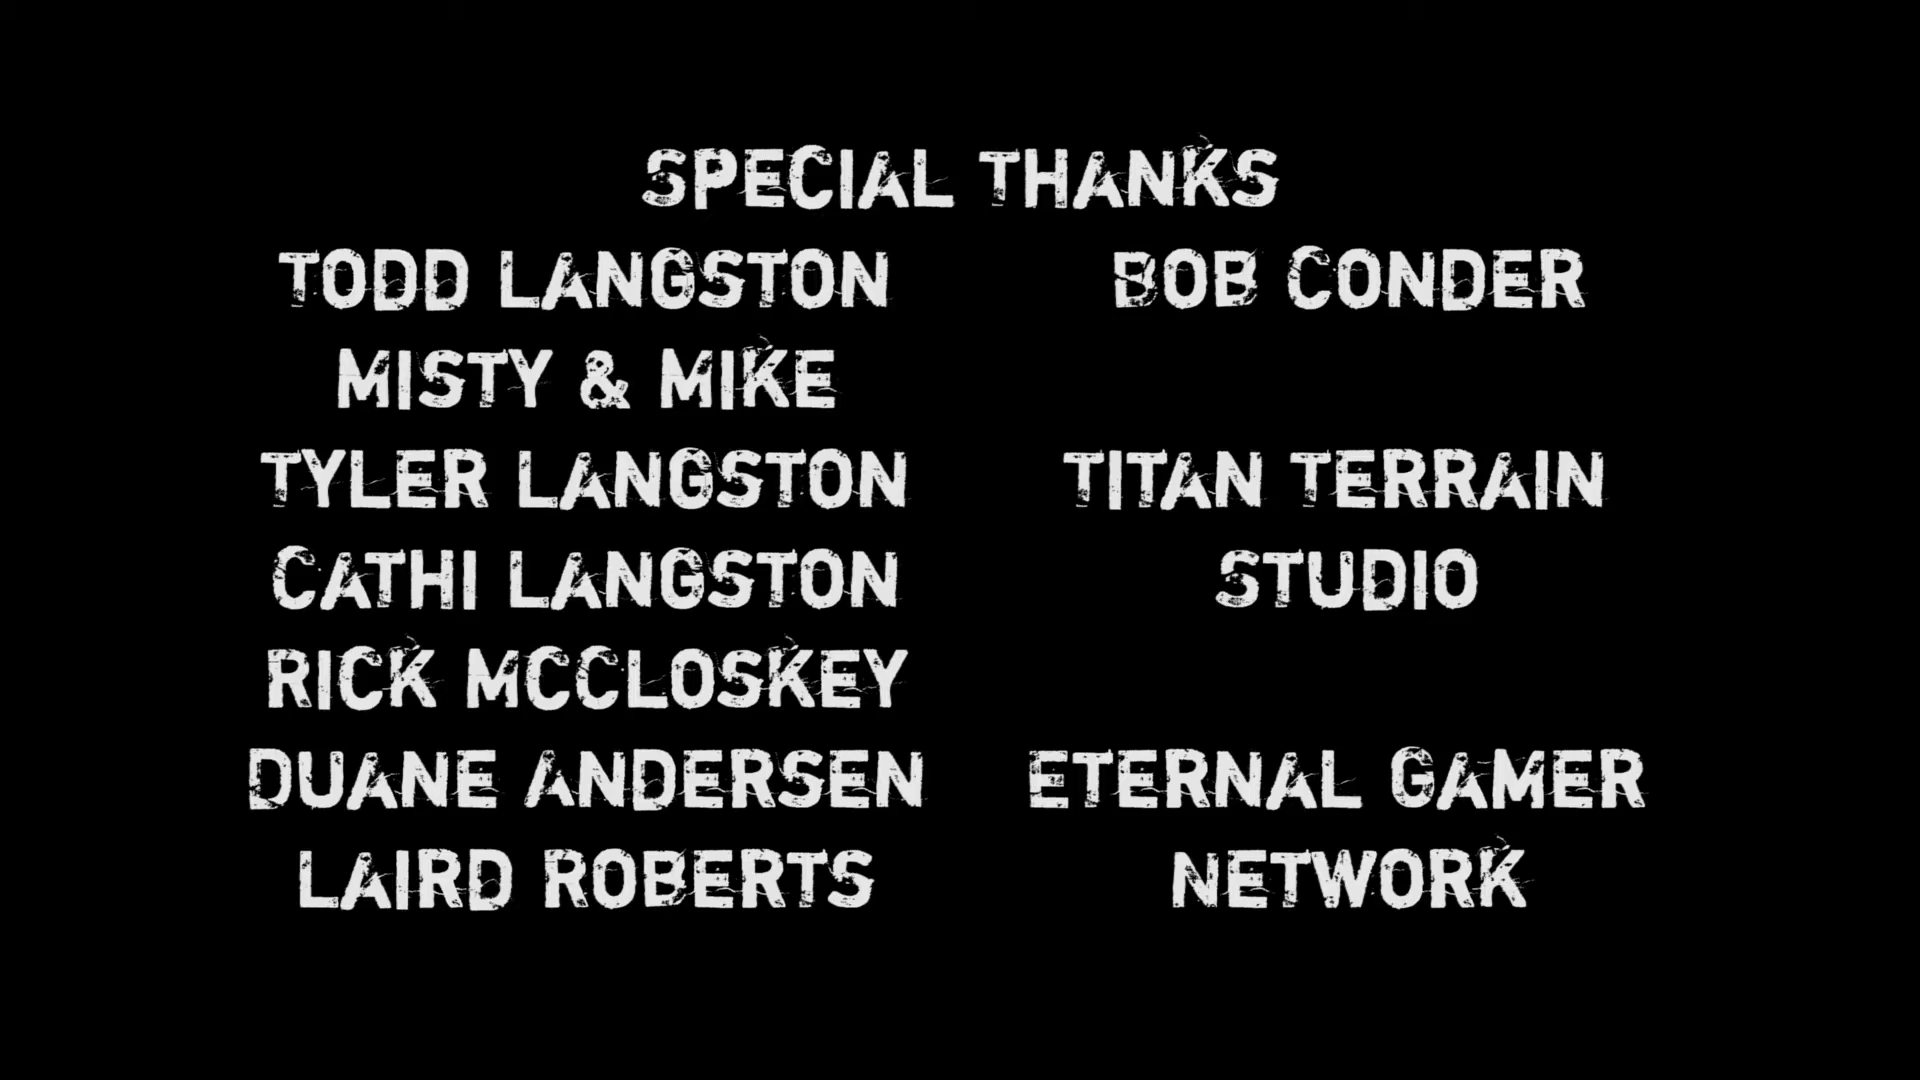 SPECIAL THANKS
TODD LANGSTON
MISTY & MIKE
TYLER LANGSTON
CATHI LANGSTON
RICK MCCLOSKEY
DUANE ANDERSEN
LAIRD ROBERTS
BOB CONDER
TITAN TERRAIN
STUDIO
ETERNAL GAMER
NETWORK